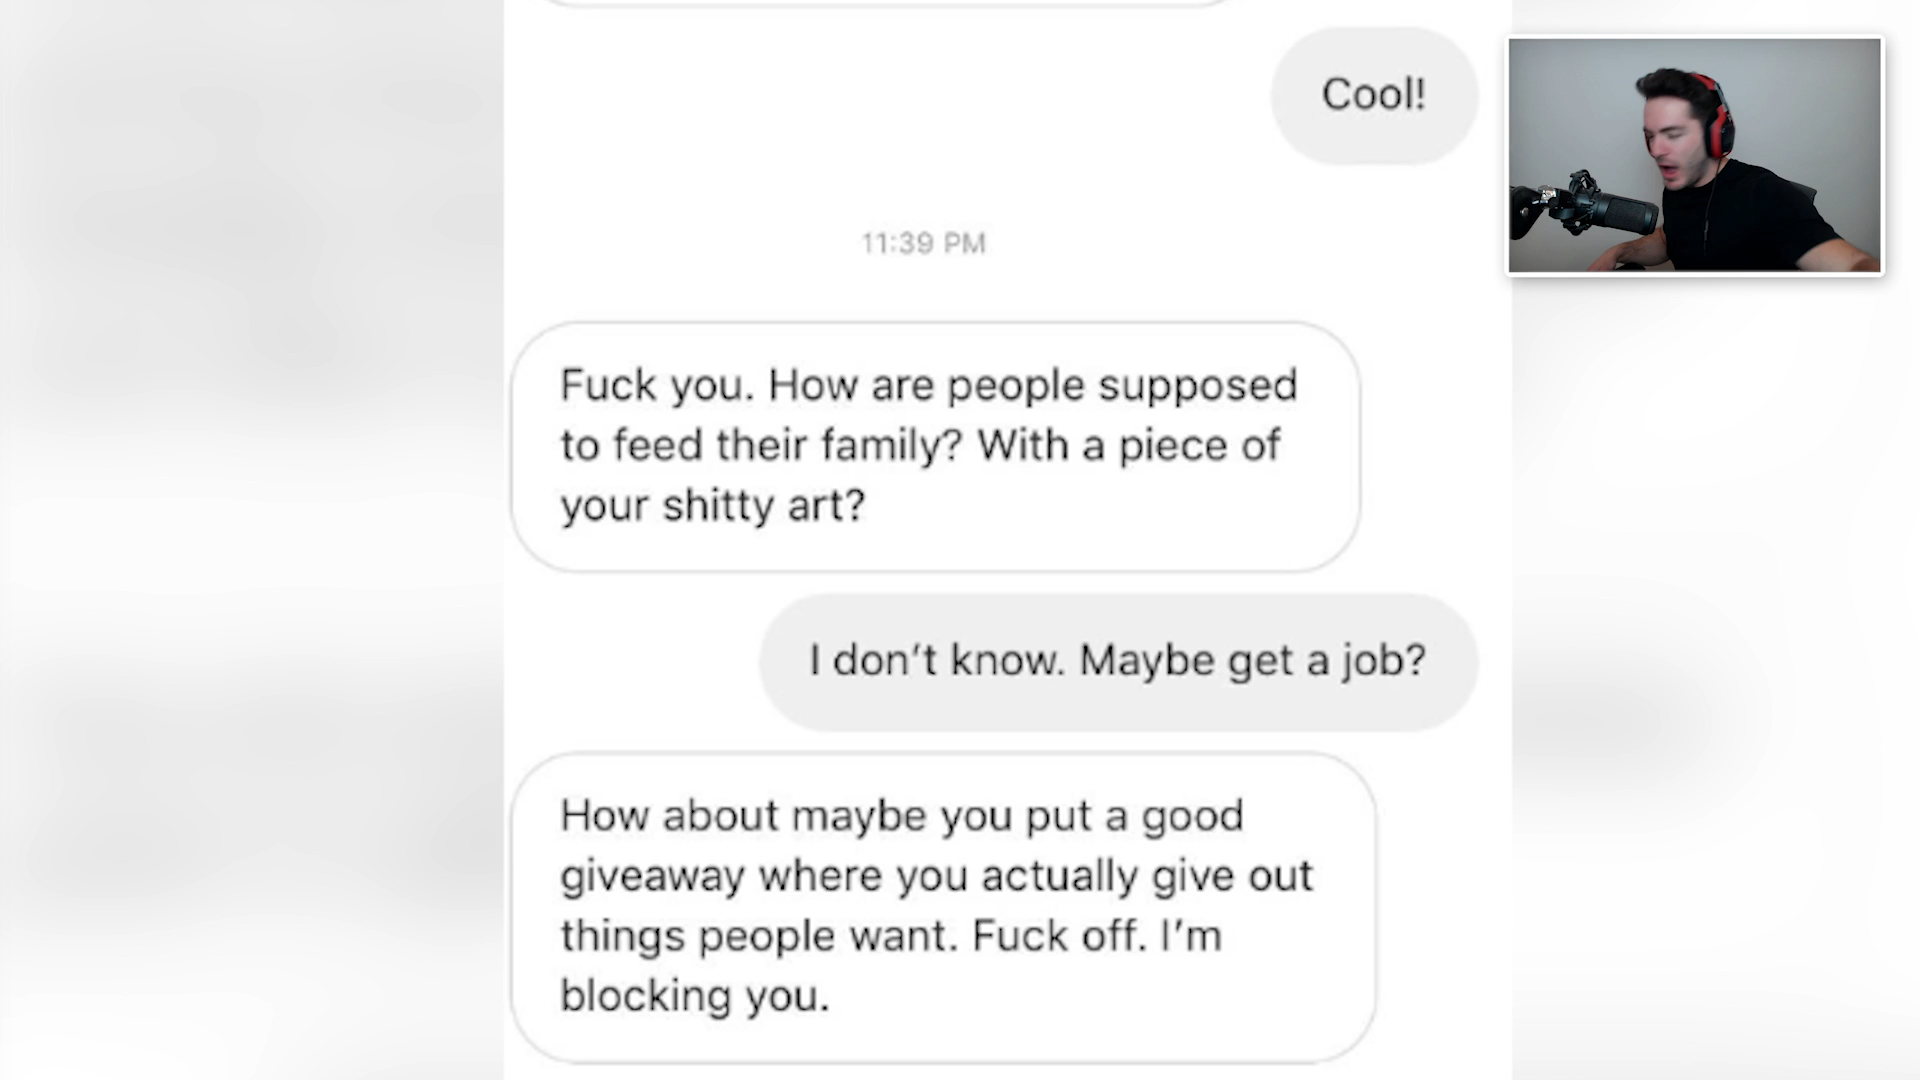 Cool!
11:39 PM
Fuck you. How are people supposed
to feed their family? With a piece of
your shitty art?
I don’t know. Maybe get a job?
How about maybe you put a good
giveaway where you actually give out
things people want. Fuck off. I’m
blocking you.